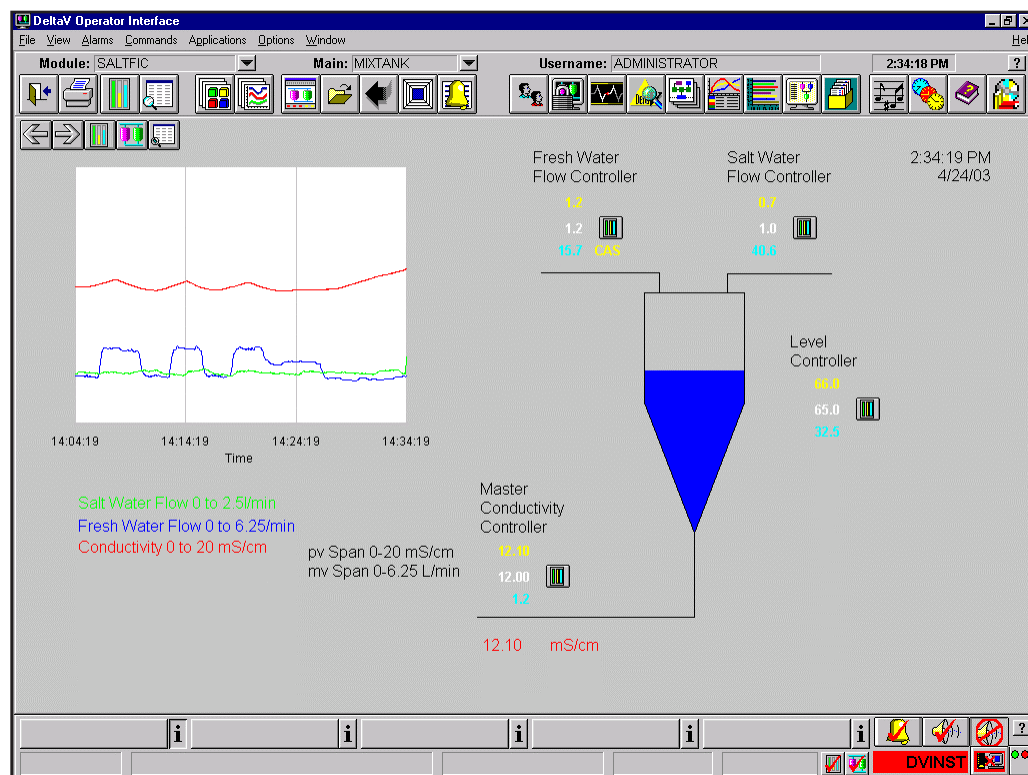 DeltaV Operator Interface
File View Alarms Commands Applications Options Window Hel
Module: SALTFIC Main: MIXTANK Username: ADMINISTRATOR 2:34:18 PM ?
Fresh Water
Flow Controller
1.2
1.2
15.7 CAS
Salt Water
Flow Controller
0.7
1.0
40.6
2:34:19 PM
4/24/03
Level
Controller
66.0
65.0
32.5
14:04:19 14:14:19 14:24:19 14:34:19
Time
Salt Water Flow 0 to 2.5l/min
Fresh Water Flow 0 to 6.25/min
Conductivity 0 to 20 mS/cm
pv Span 0-20 mS/cm
mv Span 0-6.25 L/min
Master
Conductivity
Controller
12.10
12.00
1.2
12.10 mS/cm
i i i i i ?
DVINST